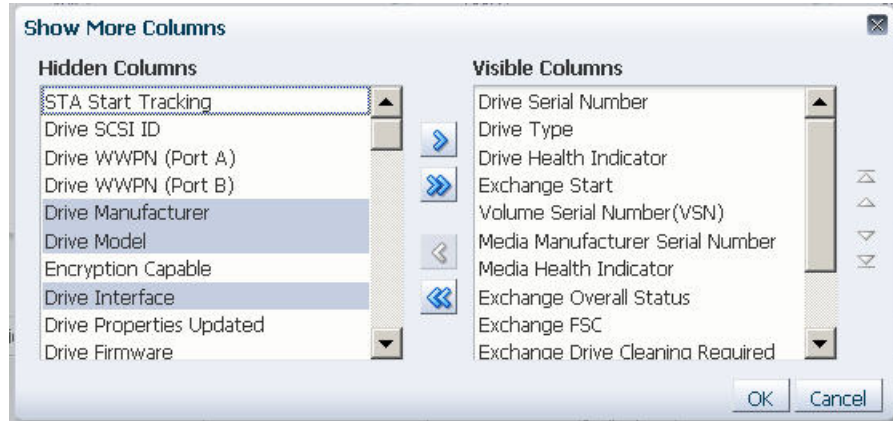 Show More Columns
Hidden Columns
STA Start Tracking
Drive SCSI ID
Drive WWPN (Port A)
Drive WWPN (Port B)
Drive Manufacturer
Drive Model
Encryption Capable
Drive Interface
Drive Properties Updated
Drive Firmware
Visible Columns
Drive Serial Number
Drive Type
Drive Health Indicator
Exchange Start
Volume Serial Number(VSN)
Media Manufacturer Serial Number
Media Health Indicator
Exchange Overall Status
Exchange FSC
Exchange Drive Cleaning Required
OK
Cancel